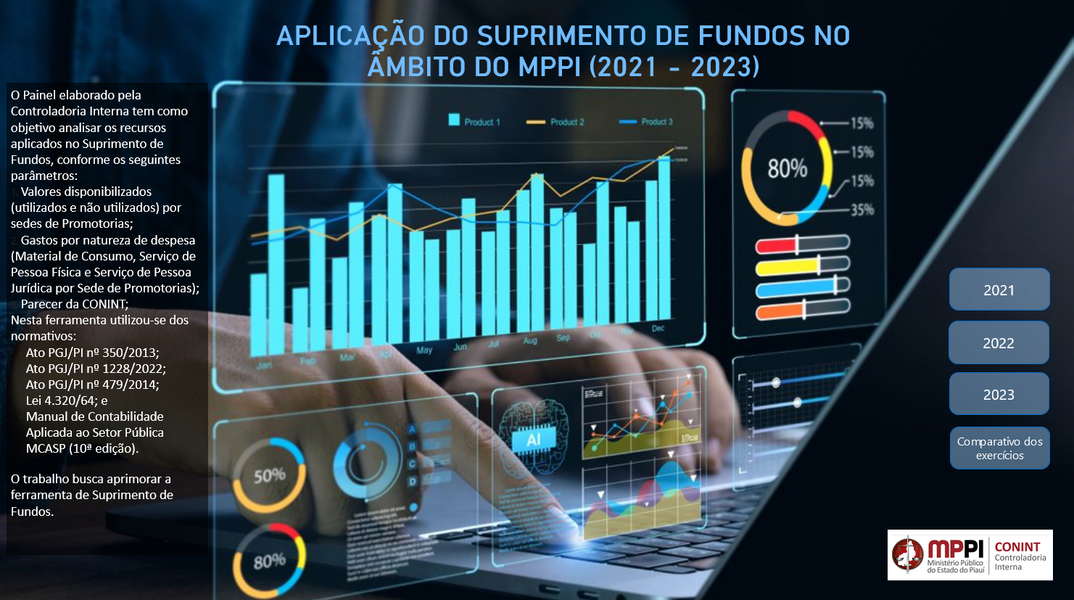 APLICAÇÃO DO SUPRIMENTO DE FUNDOS NO
ÂMBITO DO MPPI (2021 - 2023)
O Painel elaborado pela
Controladoria Interna tem como
objetivo analisar os recursos
aplicados no Suprimento de
Fundos, conforme os seguintes
parâmetros:
Valores disponibilizados
(utilizados e não utilizados) por
sedes de Promotorias;
Gastos por natureza de despesa
(Material de Consumo, Serviço de
Pessoa Física e Serviço de Pessoa
Jurídica por Sede de Promotorias);
Parecer da CONINT;
Nesta ferramenta utilizou-se dos
normativos:
Ato PGJ/PI nº 350/2013;
Ato PGJ/PI nº 1228/2022;
Ato PGJ/PI nº 479/2014;
Lei 4.320/64; e
Manual de Contabilidade
Aplicada ao Setor Pública
MCASP (10ª edição).
O trabalho busca aprimorar a
ferramenta de Suprimento de
Fundos.
Product 1 Product 2 Product 3
Jan Feb Mar Apr May Jun Jul Aug Sep Oct Nov Dec
80%
15%
15%
15%
35%
50%
80%
A
B
C
D
AI
2021
2022
2023
Comparativo dos
exercícios
MPPI
Ministério Público
do Estado do Piauí
CONINT
Controladoria
Interna